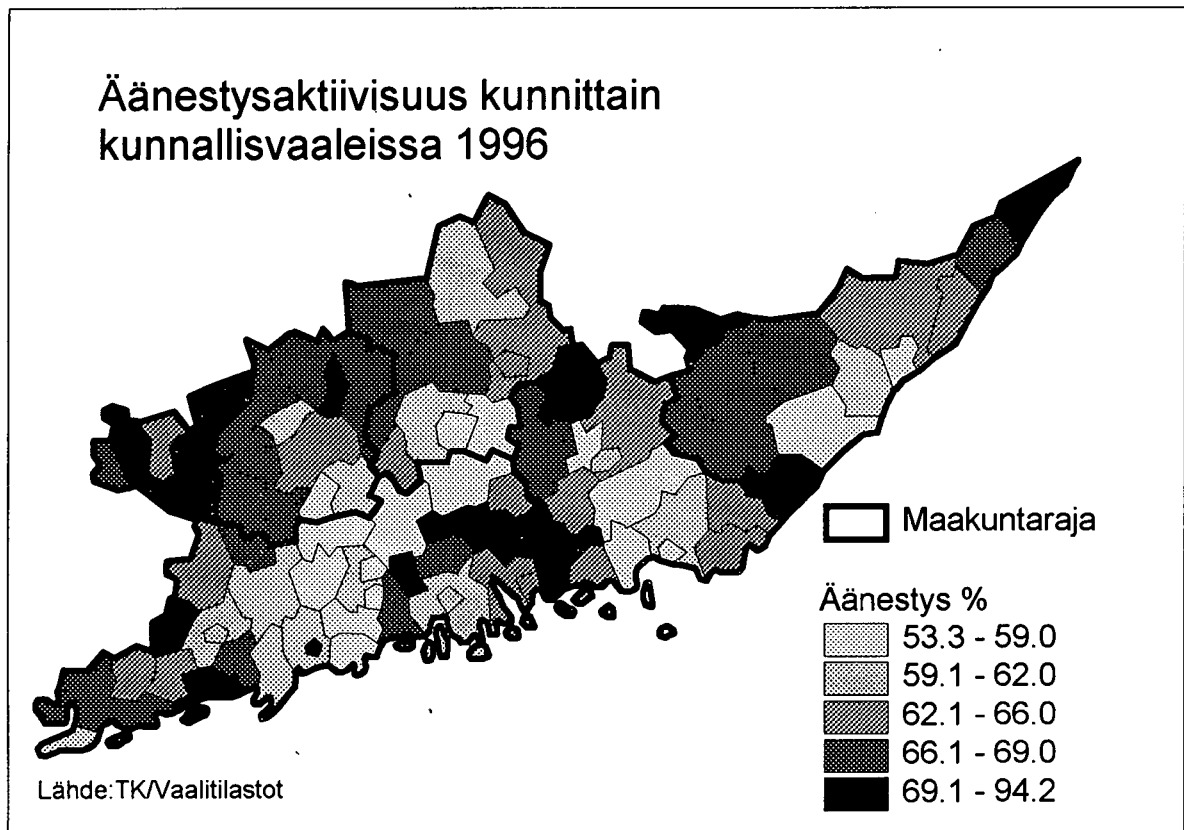 Äänestysaktiivisuus kunnittain
kunnallisvaaleissa 1996
Maakuntaraja
Äänestys %
53.3 - 59.0
59.1 - 62.0
62.1 - 66.0
66.1 - 69.0
69.1 - 94.2
Lähde:TK/Vaalitilastot